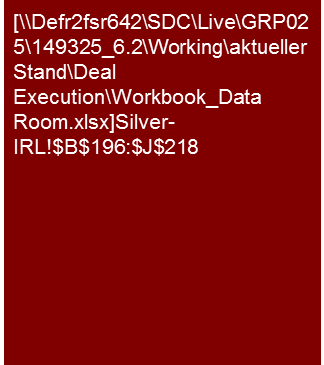 [\\Defr2fsr642\SDC\Live\GRP02
5\149325_6.2\Working\aktueller
Stand\Deal
Execution\Workbook_Data
Room.xlsx]Silver-
IRL!$B$196:$J$218